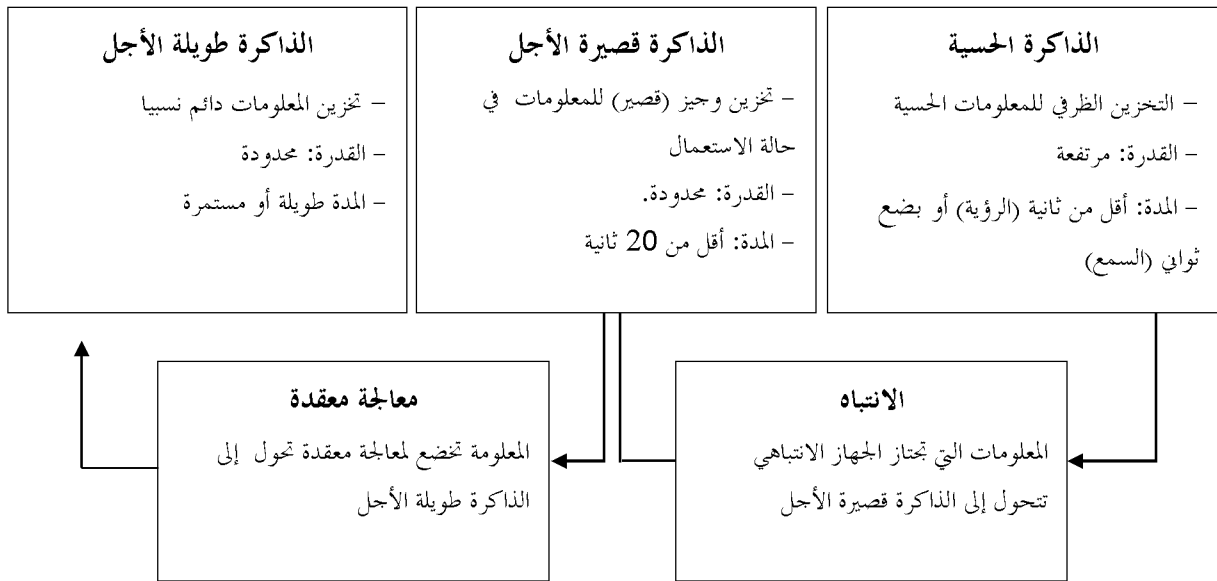 الذاكرة الحسية
– التخزين الظرفي للمعلومات الحسية
– القدرة: مرتفعة
– المدة: أقل من ثانية (الرؤية) أو بضع
ثواني (السمع)
الذاكرة قصيرة الأجل
– تخزين وجيز (قصير) للمعلومات في
حالة الاستعمال
– القدرة: محدودة.
– المدة: أقل من 20 ثانية
الذاكرة طويلة الأجل
– تخزين المعلومات دائم نسبيا
– القدرة: محدودة
– المدة طويلة أو مستمرة
الانتباه
المعلومات التي تجتاز الجهاز الانتباهي
تتحول إلى الذاكرة قصيرة الأجل
معالجة معقدة
المعلومة تخضع لمعالجة معقدة تحول إلى
الذاكرة طويلة الأجل